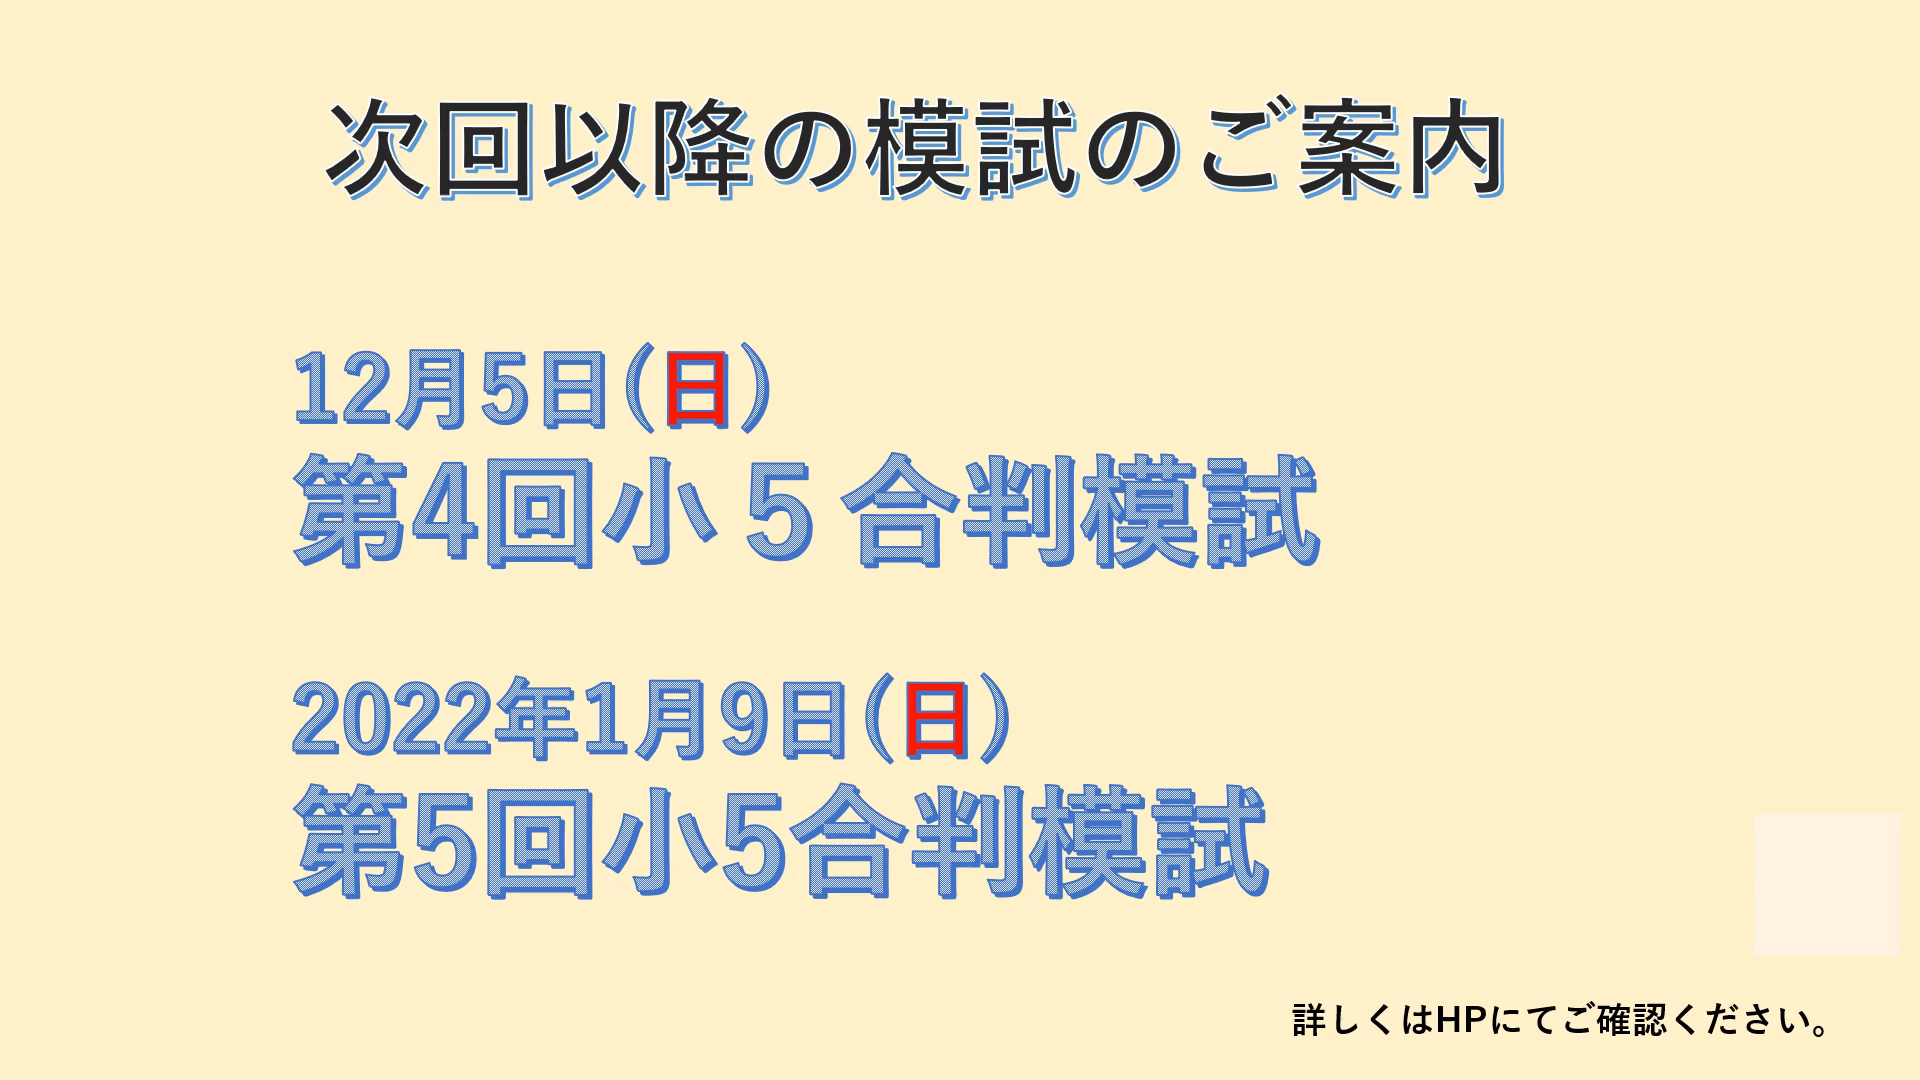 次回以降の模試のご案内
12月5日(日)
第4回小５合判模試
2022年1月9日(日)
第5回小5合判模試
詳しくはHPにてご確認ください。